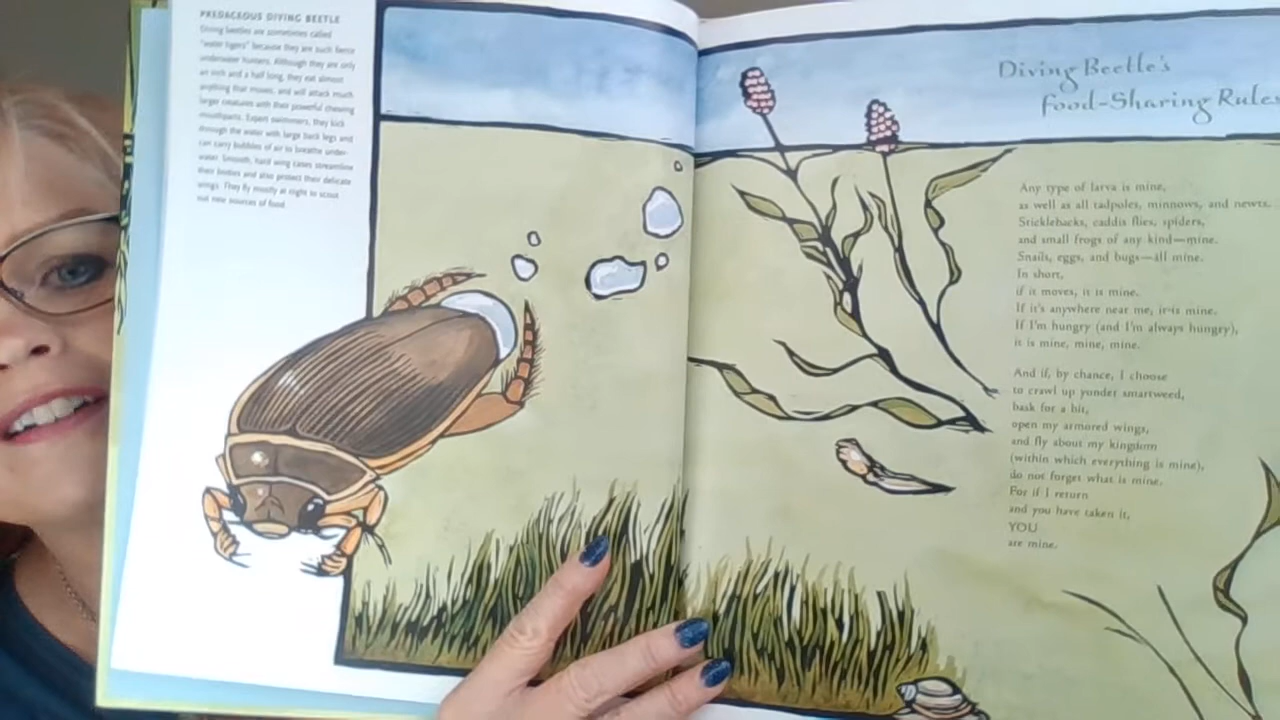 PREDACEOUS DIVING BEETLE
Diving beetles are sometimes called
"water tigers" because they are such fierce
underwater hunters. Although they are only
an inch and a half long, they eat almost
anything that moves, and will attack much
larger creatures with their powerful chewing
mouthparts. Expert swimmers, they kick
through the water with large back legs and
can carry bubbles of air to breathe under-
water. Smooth, hard wing cases streamline
their bodies and also protect their delicate
wings. They fly mostly at night to scout
out new sources of food.
Diving Beetle's
Food-Sharing Rules
Any type of larva is mine,
as well as all tadpoles, minnows, and newts.
Sticklebacks, caddis flies, spiders,
and small frogs of any kind—mine.
Snails, eggs, and bugs—all mine.
In short,
if it moves, it is mine.
If it's anywhere near me, it is mine.
If I'm hungry (and I'm always hungry),
it is mine, mine, mine.
And if, by chance, I choose
to crawl up yonder smartweed,
bask for a bit,
open my armored wings,
and fly about my kingdom
(within which everything is mine),
do not forget what is mine.
For if I return
and you have taken it,
YOU
are mine.